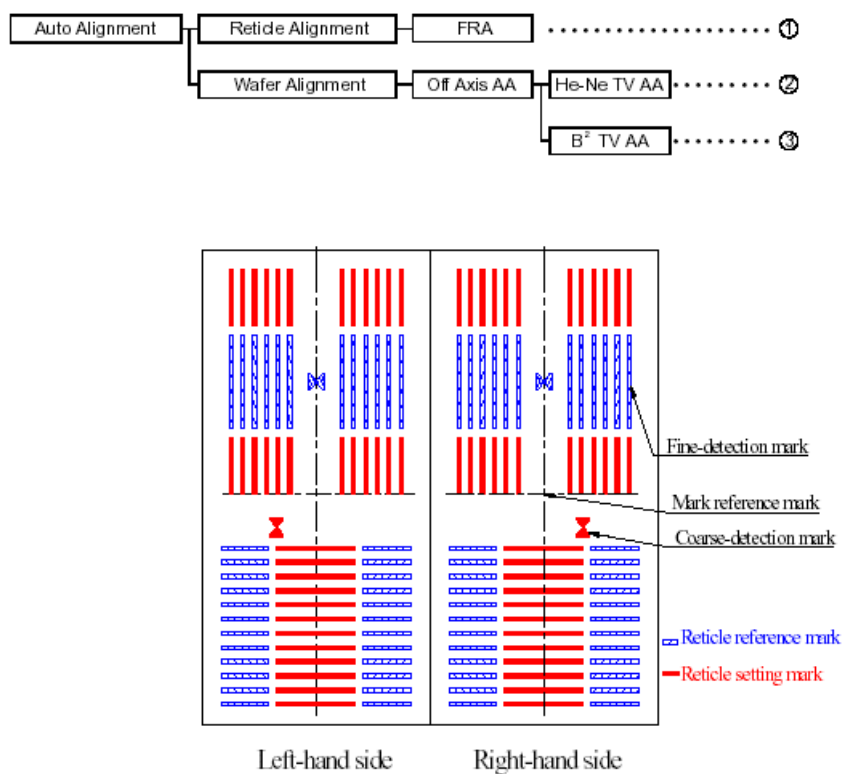 Auto Alignment Reticle Alignment FRA ①
Wafer Alignment Off Axis AA He-Ne TV AA ②
B² TV AA ③
Fine-detection mark
Mark reference mark
Coarse-detection mark
Reticle reference mark
Reticle setting mark
Left-hand side Right-hand side